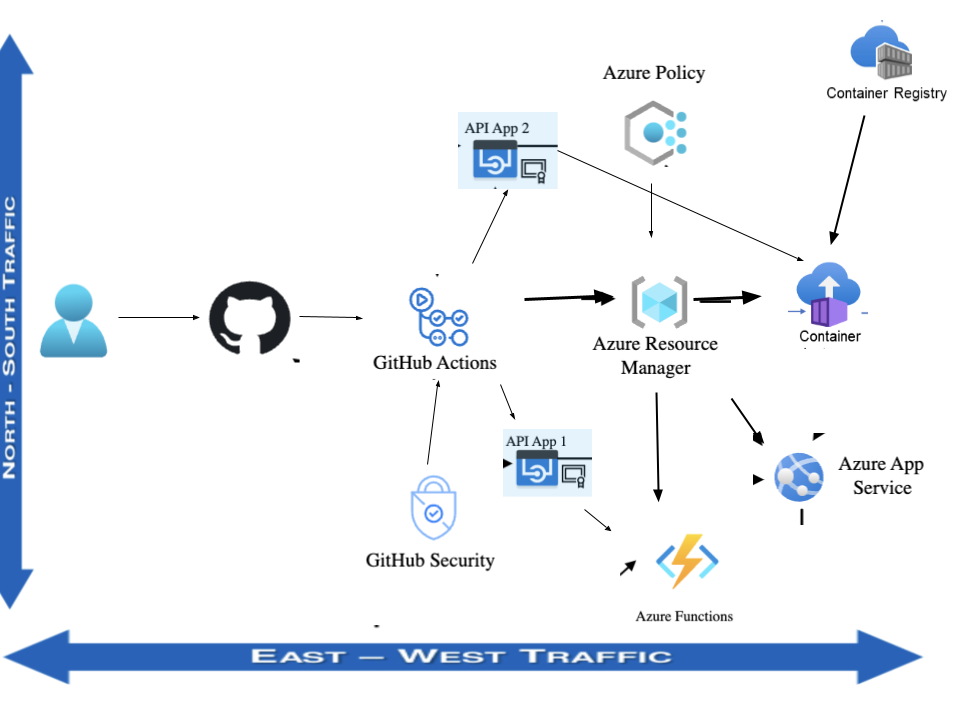 Container Registry
Azure Policy
API App 2
NORTH - SOUTH TRAFFIC
GitHub Actions
Azure Resource
Manager
Container
API App 1
Azure App
Service
GitHub Security
Azure Functions
EAST – WEST TRAFFIC